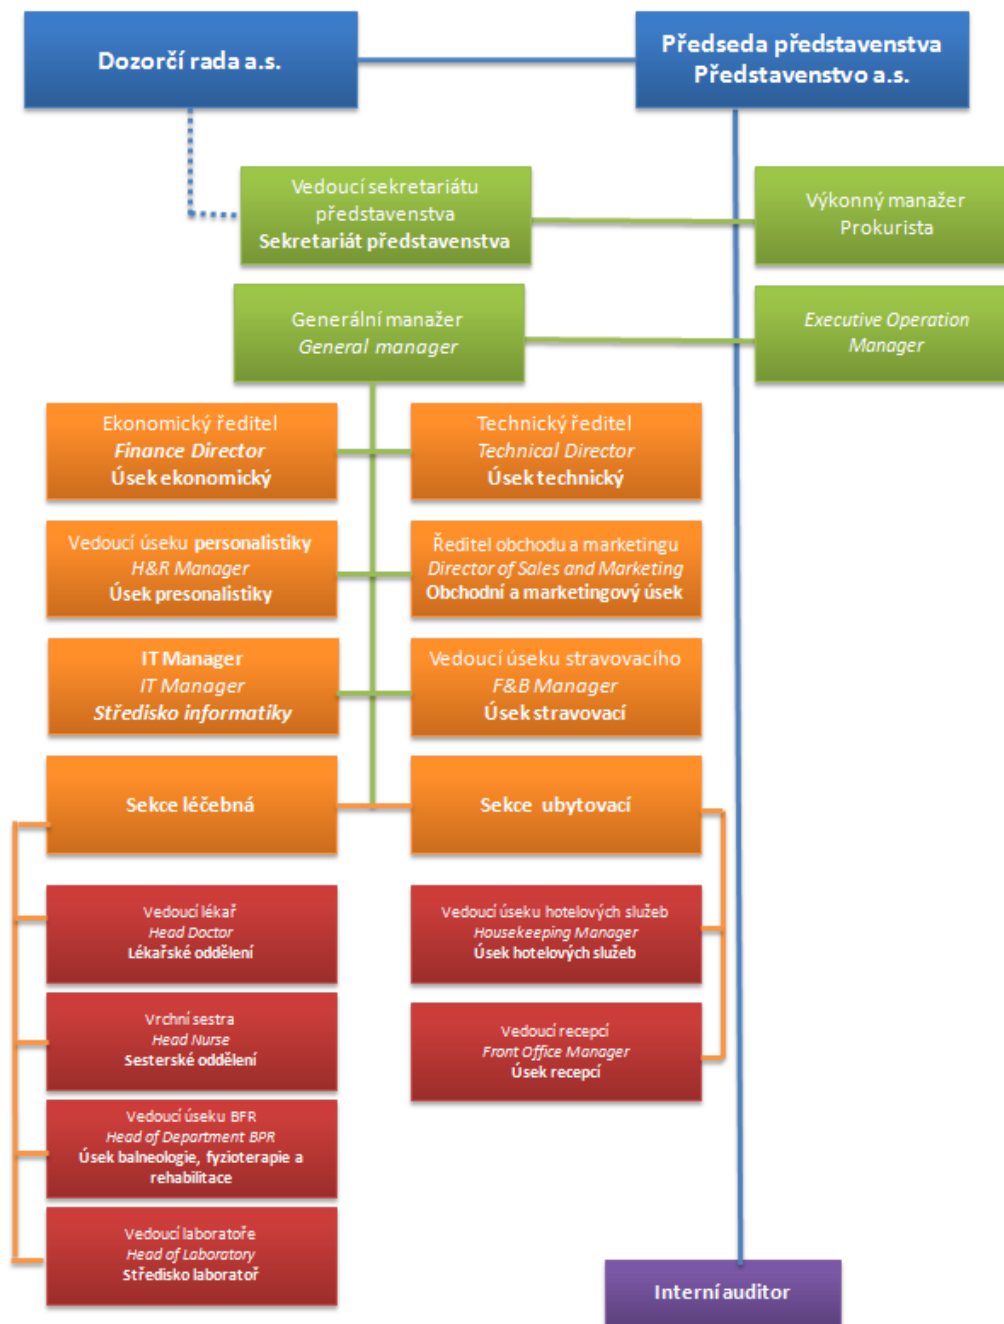 Dozorčí rada a.s.
Předseda představenstva
Představenstvo a.s.
Vedoucí sekretariátu
představenstva
Sekretariát představenstva
Výkonný manažer
Prokurista
Generální manažer
General manager
Executive Operation
Manager
Ekonomický ředitel
Finance Director
Úsek ekonomický
Technický ředitel
Technical Director
Úsek technický
Vedoucí úseku personalistiky
H&R Manager
Úsek presonalistiky
Ředitel obchodu a marketingu
Director of Sales and Marketing
Obchodní a marketingový úsek
IT Manager
IT Manager
Středisko informatiky
Vedoucí úseku stravovacího
F&B Manager
Úsek stravovací
Sekce léčebná
Sekce ubytovací
Vedoucí lékař
Head Doctor
Lékařské oddělení
Vedoucí úseku hotelových služeb
Housekeeping Manager
Úsek hotelových služeb
Vrchní sestra
Head Nurse
Sesterské oddělení
Vedoucí recepcí
Front Office Manager
Úsek recepcí
Vedoucí úseku BFR
Head of Department BPR
Úsek balneologie, fyzioterapie a
rehabilitace
Vedoucí laboratoře
Head of Laboratory
Středisko laboratoř
Interní auditor